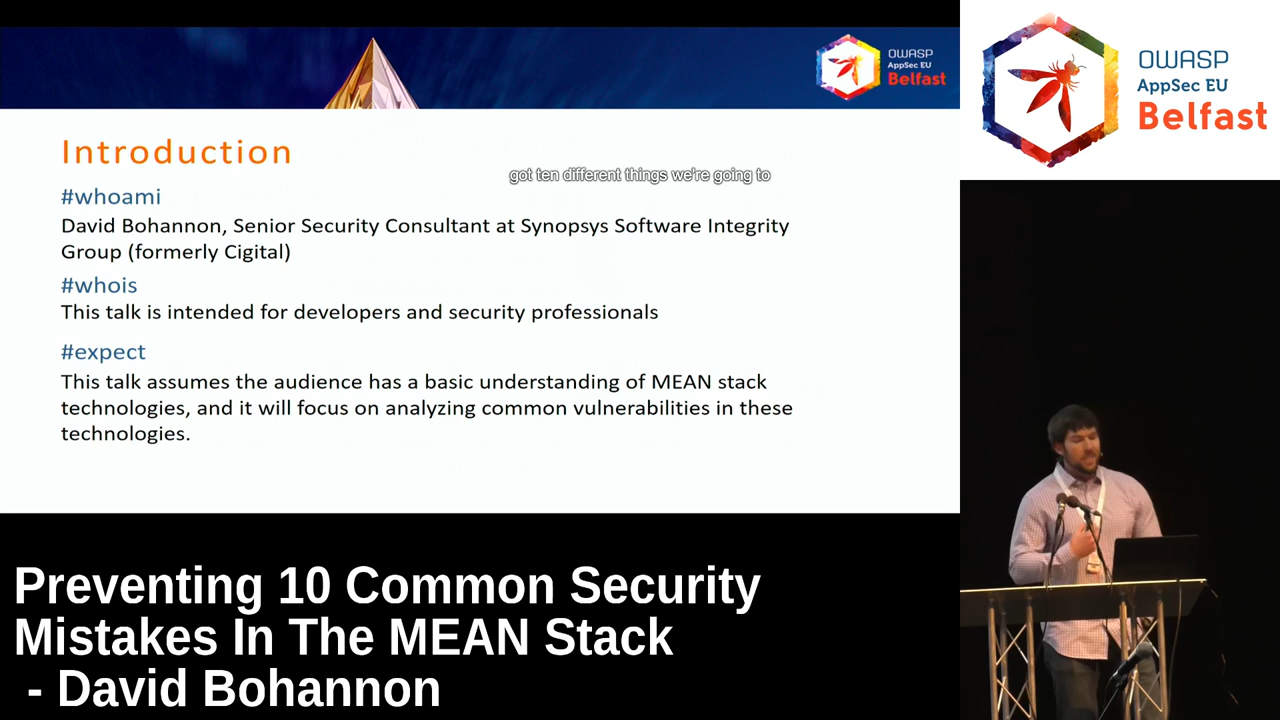 OWASP
AppSec EU
Belfast
OWASP
AppSec EU
Belfast
Introduction
got ten different things we're going to
#whoami
David Bohannon, Senior Security Consultant at Synopsys Software Integrity
Group (formerly Cigital)
#whois
This talk is intended for developers and security professionals
#expect
This talk assumes the audience has a basic understanding of MEAN stack
technologies, and it will focus on analyzing common vulnerabilities in these
technologies.
Preventing 10 Common Security
Mistakes In The MEAN Stack
- David Bohannon